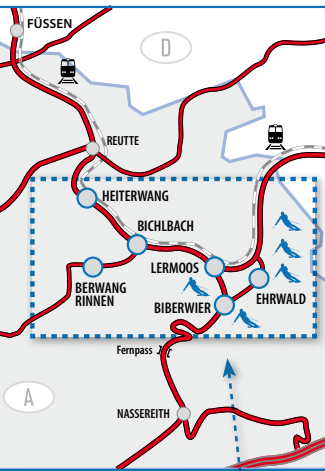 FÜSSEN
D
REUTTE
HEITERWANG
BICHLBACH
LERMOOS
BERWANG
RINNEN
EHRWALD
BIBERWIER
Fernpass
A
NASSEREITH